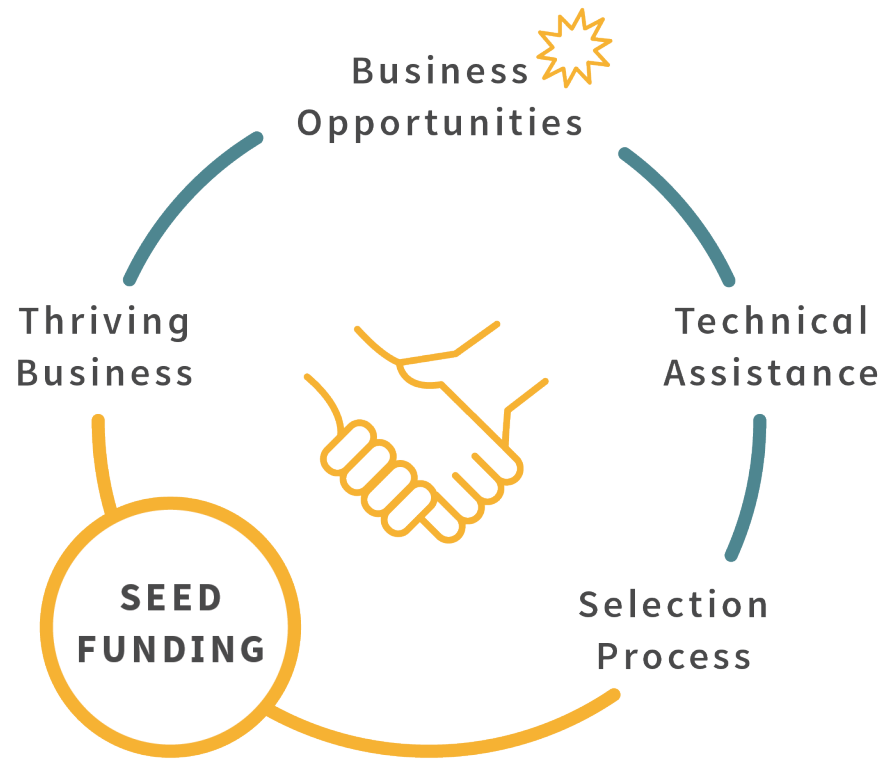 Business
Opportunities
Technical
Assistance
Selection
Process
SEED
FUNDING
Thriving
Business